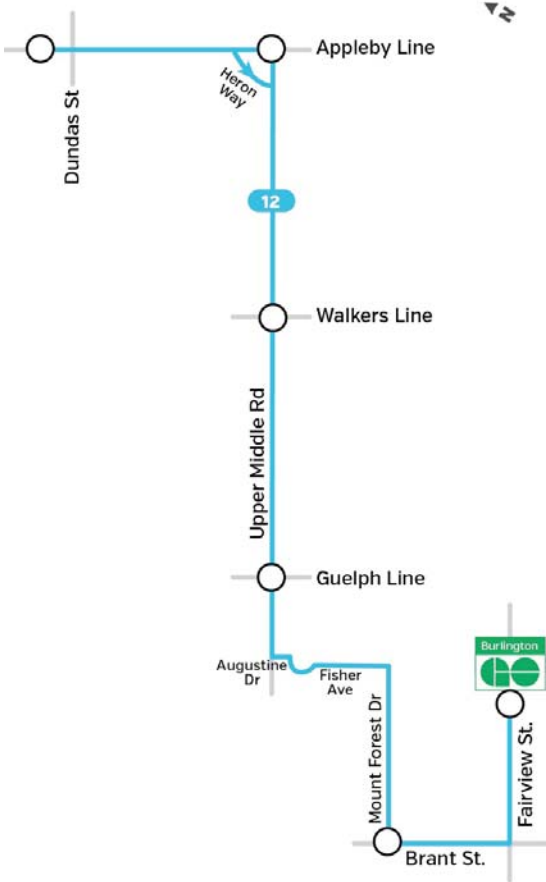 N
Appleby Line
Heron
Way
Dundas St
12
Walkers Line
Upper Middle Rd
Guelph Line
Burlington
GO
Augustine
Dr
Fisher
Ave
Mount Forest Dr
Fairview St.
Brant St.